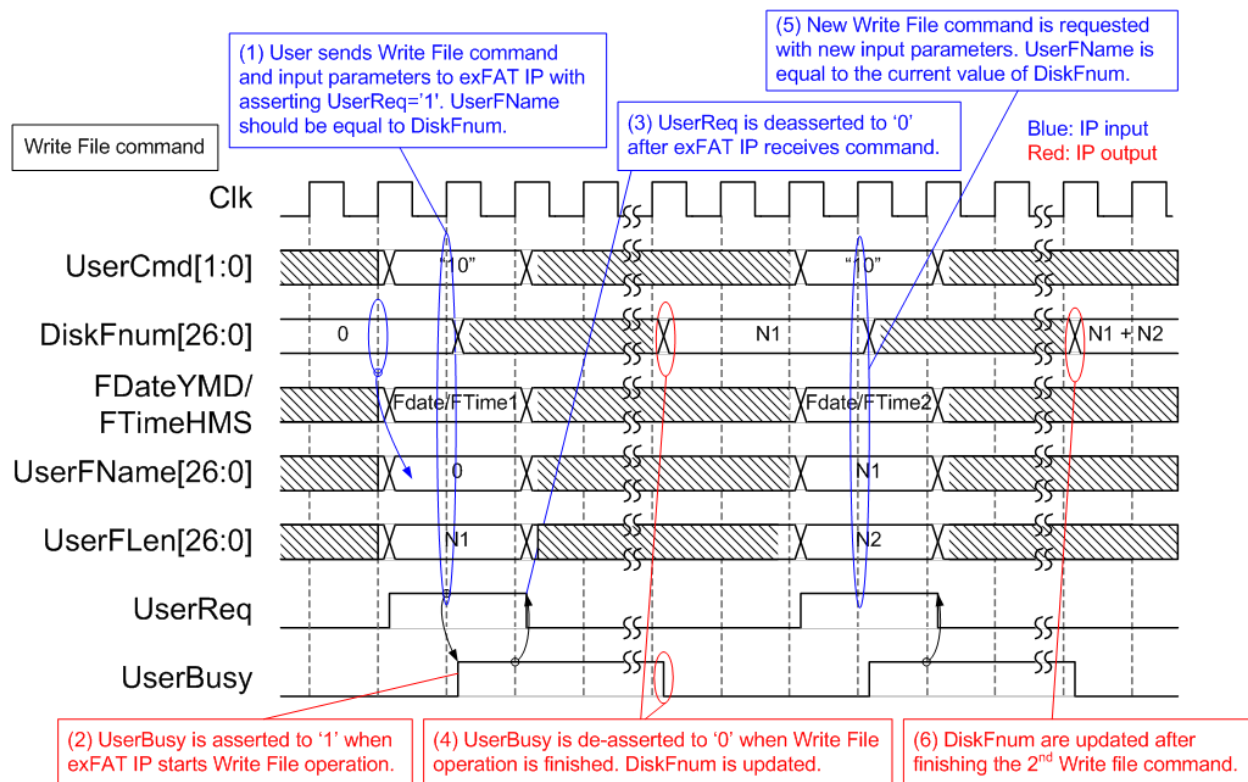 (1) User sends Write File command
and input parameters to exFAT IP with
asserting UserReq='1'. UserFName
should be equal to DiskFnum.
(5) New Write File command is requested
with new input parameters. UserFName is
equal to the current value of DiskFnum.
(3) UserReq is deasserted to '0'
after exFAT IP receives command.
Blue: IP input
Red: IP output
Write File command
Clk
UserCmd[1:0]
"10"
"10"
DiskFnum[26:0]
0
N1
N1 + N2
FDateYMD/
FTimeHMS
Fdate/FTime1
Fdate/FTime2
UserFName[26:0]
0
N1
UserFLen[26:0]
N1
N2
UserReq
UserBusy
(2) UserBusy is asserted to '1' when
exFAT IP starts Write File operation.
(4) UserBusy is de-asserted to '0' when Write File
operation is finished. DiskFnum is updated.
(6) DiskFnum are updated after
finishing the 2nd Write file command.